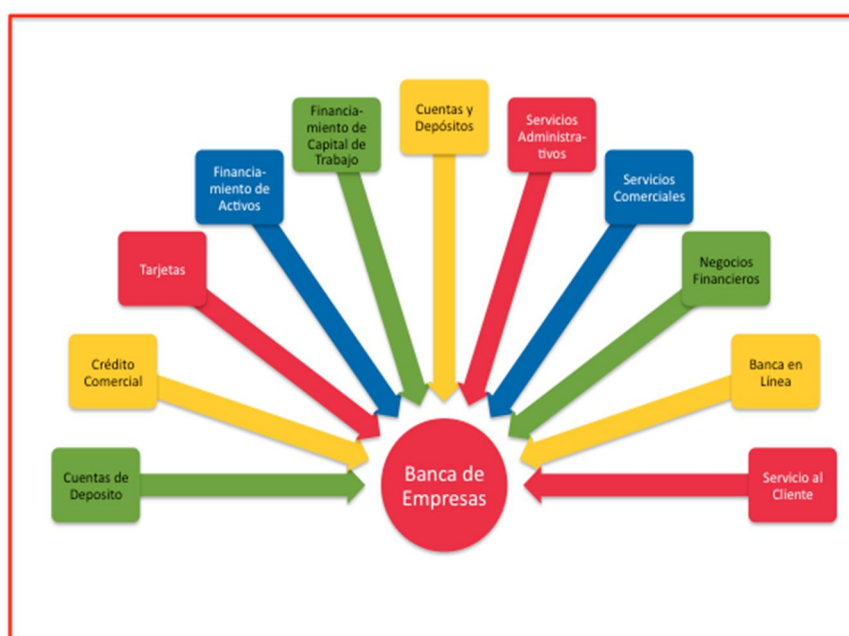 Cuentas de
Deposito
Crédito
Comercial
Tarjetas
Financia-
miento de
Activos
Financia-
miento de
Capital de
Trabajo
Cuentas y
Depósitos
Servicios
Administra-
tivos
Servicios
Comerciales
Negocios
Financieros
Banca en
Línea
Servicio al
Cliente
Banca de
Empresas